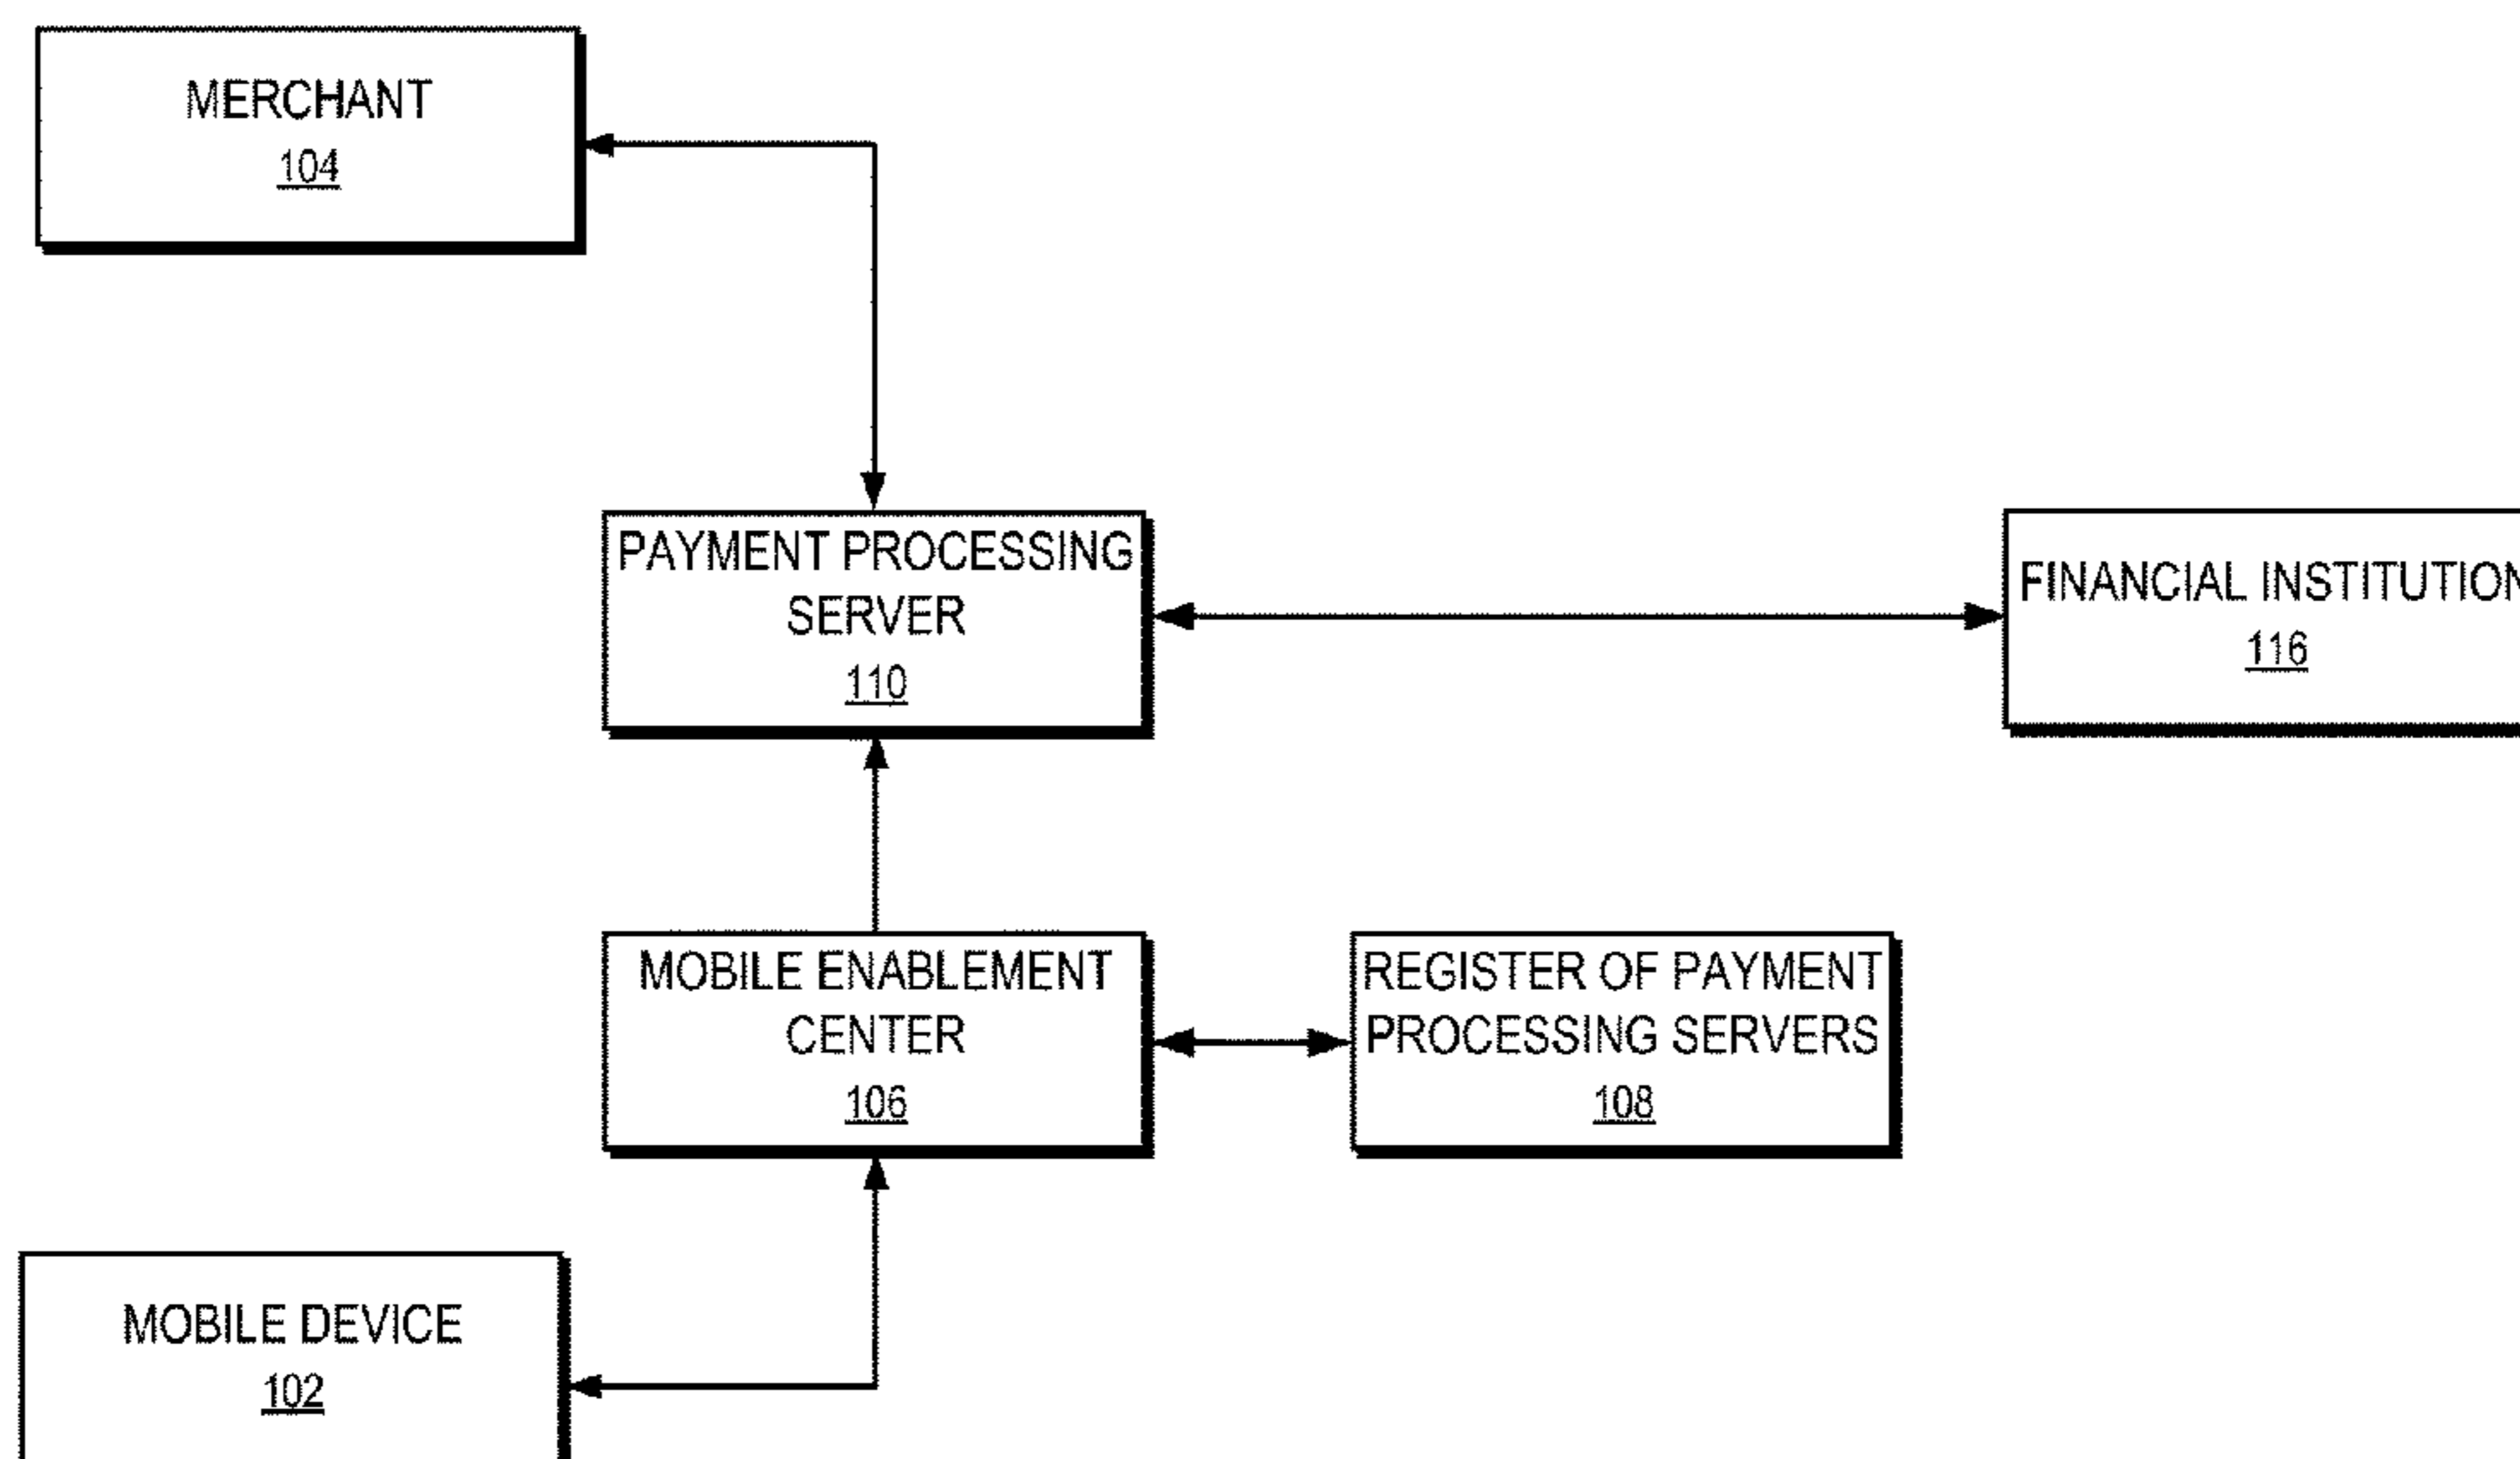 MERCHANT
104
PAYMENT PROCESSING
SERVER
110
FINANCIAL INSTITUTION
116
MOBILE ENABLEMENT
CENTER
106
REGISTER OF PAYMENT
PROCESSING SERVERS
108
MOBILE DEVICE
102